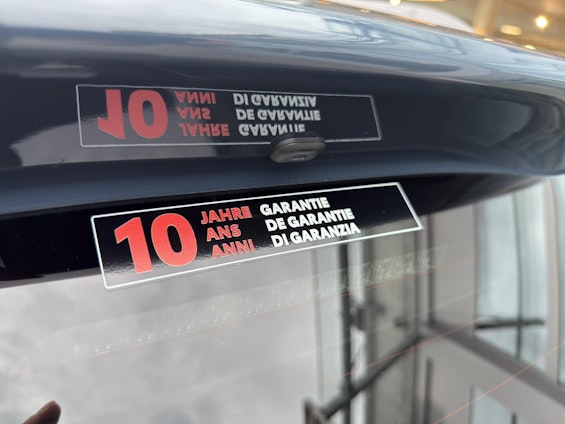 10 JAHRE GARANTIE
ANS DE GARANTIE
ANNI DI GARANZIA